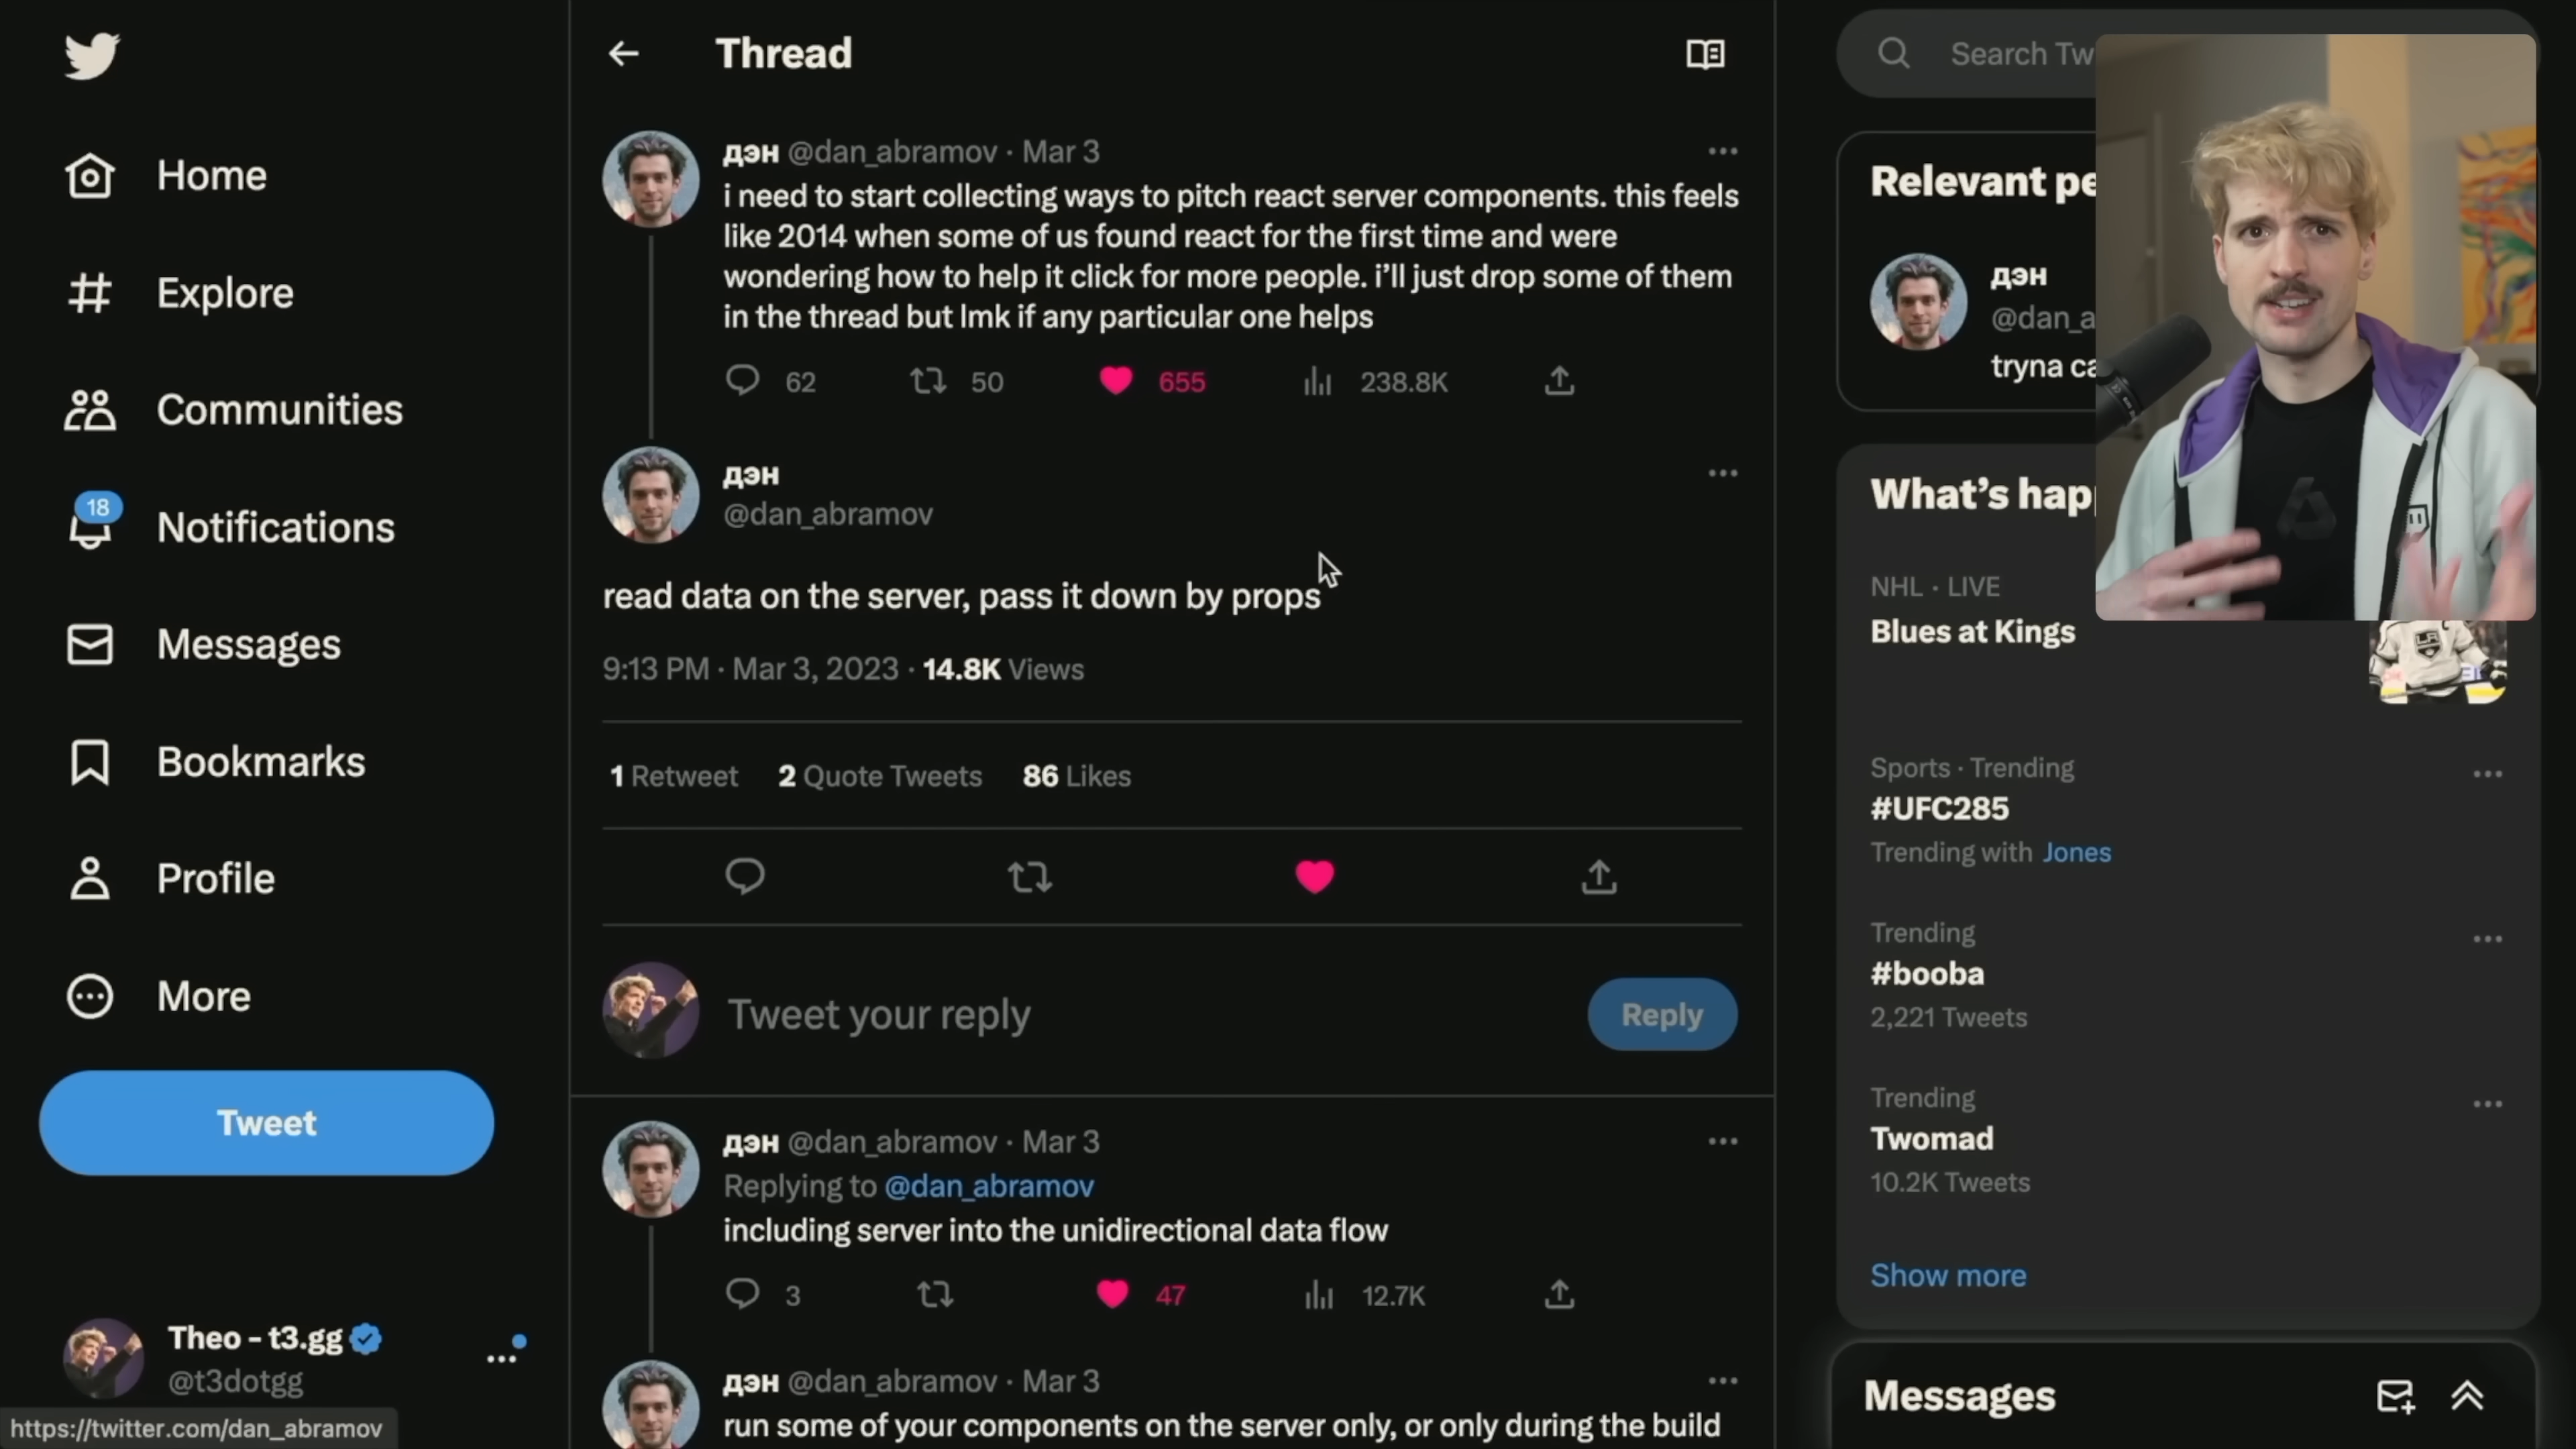 Home
Explore
Communities
18
Notifications
Messages
Bookmarks
Profile
More
Tweet
Theo - t3.gg
@t3dotgg
https://twitter.com/dan_abramov
Thread
дэн @dan_abramov · Mar 3
i need to start collecting ways to pitch react server components. this feels
like 2014 when some of us found react for the first time and were
wondering how to help it click for more people. i’ll just drop some of them
in the thread but lmk if any particular one helps
62 50 655 238.8K
дэн
@dan_abramov
read data on the server, pass it down by props
9:13 PM · Mar 3, 2023 · 14.8K Views
1 Retweet 2 Quote Tweets 86 Likes
Tweet your reply
Reply
дэн @dan_abramov · Mar 3
Replying to @dan_abramov
including server into the unidirectional data flow
3 47 12.7K
дэн @dan_abramov · Mar 3
run some of your components on the server only, or only during the build
Search Tw
Relevant pe
дэн
@dan_a
tryna ca
What’s hap
NHL · LIVE
Blues at Kings
Sports · Trending
#UFC285
Trending with Jones
Trending
#booba
2,221 Tweets
Trending
Twomad
10.2K Tweets
Show more
Messages